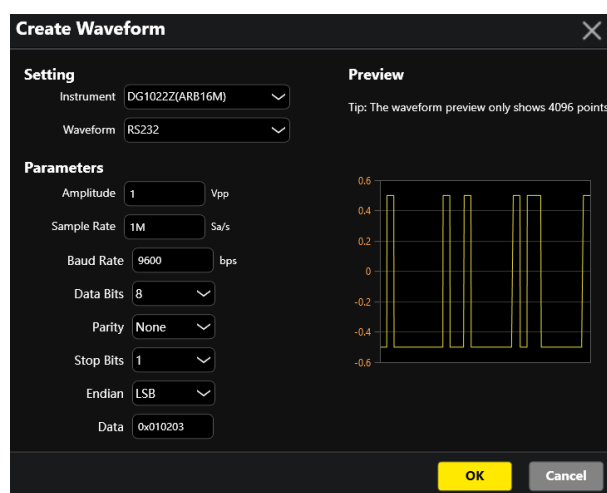 Create Waveform
Setting
Instrument DG1022Z(ARB16M)
Waveform RS232
Parameters
Amplitude 1 Vpp
Sample Rate 1M Sa/s
Baud Rate 9600 bps
Data Bits 8
Parity None
Stop Bits 1
Endian LSB
Data 0x010203
Preview
Tip: The waveform preview only shows 4096 points
0.6
0.4
0.2
0
-0.2
-0.4
-0.6
OK Cancel